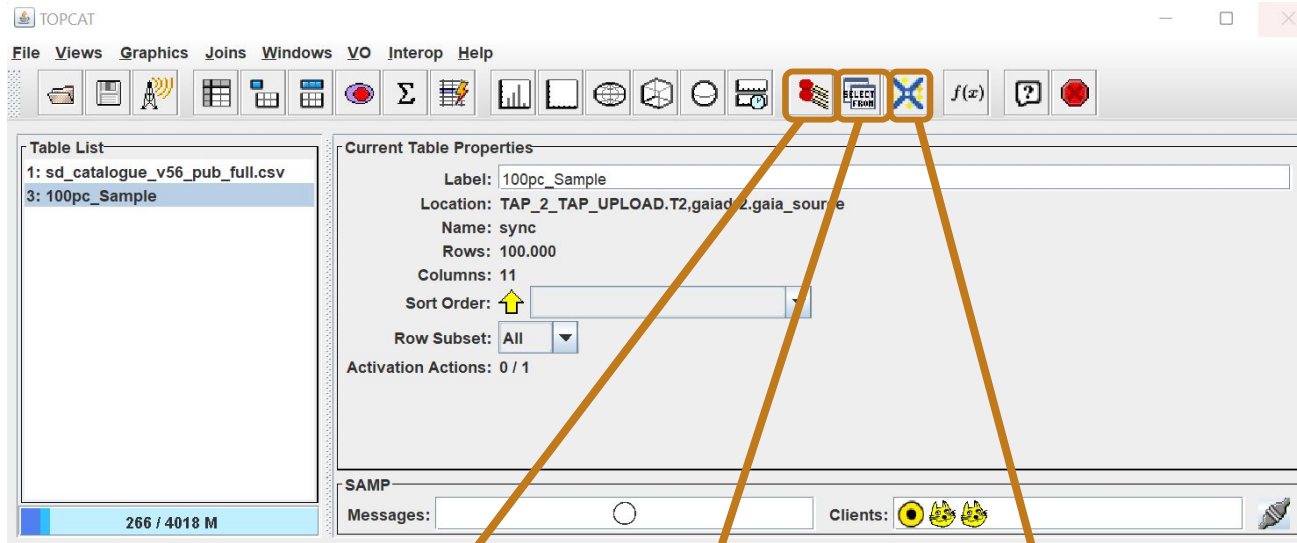 TOPCAT
File Views Graphics Joins Windows VO Interop Help
Σ SELECT FROM f(x) ?
Table List
1: sd_catalogue_v56_pub_full.csv
3: 100pc_Sample
266 / 4018 M
Current Table Properties
Label: 100pc_Sample
Location: TAP_2_TAP_UPLOAD.T2,gaiadr2.gaia_source
Name: sync
Rows: 100.000
Columns: 11
Sort Order:
Row Subset: All
Activation Actions: 0 / 1
SAMP
Messages: Clients: